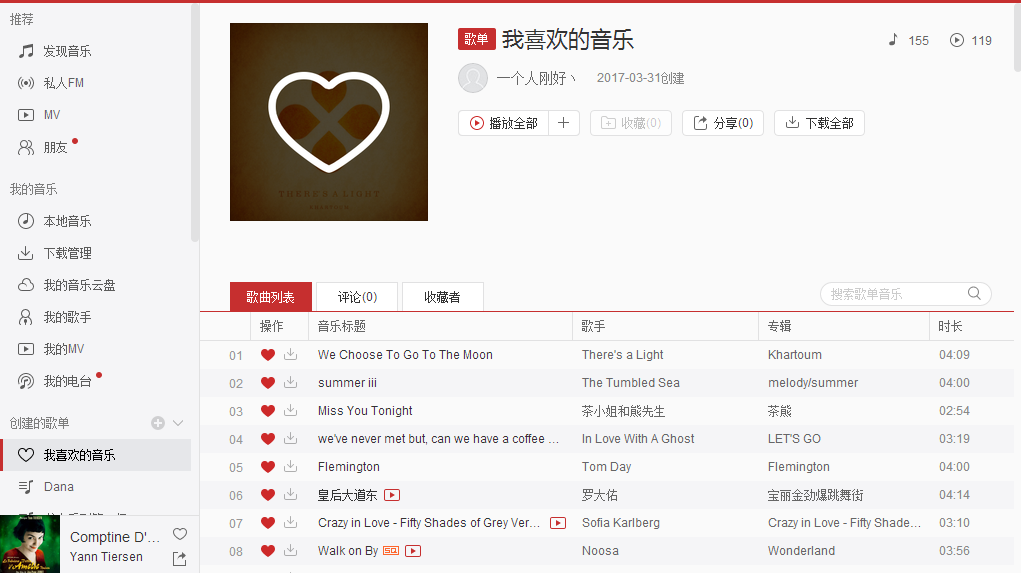 推荐
发现音乐
私人FM
MV
朋友
我的音乐
本地音乐
下载管理
我的音乐云盘
我的歌手
我的MV
我的电台
创建的歌单
我喜欢的音乐
Dana
Comptine D'...
Yann Tiersen
THERE'S A LIGHT
KHARTOUM
歌单 我喜欢的音乐
155 119
一个人刚好丶 2017-03-31创建
播放全部 + 收藏(0) 分享(0) 下载全部
歌曲列表 评论(0) 收藏者 搜索歌单音乐
操作 音乐标题 歌手 专辑 时长
01 We Choose To Go To The Moon There's a Light Khartoum 04:09
02 summer iii The Tumbled Sea melody/summer 04:00
03 Miss You Tonight 茶小姐和熊先生 茶熊 02:54
04 we've never met but, can we have a coffee ... In Love With A Ghost LET'S GO 03:19
05 Flemington Tom Day Flemington 04:00
06 皇后大道东 罗大佑 宝丽金劲爆跳舞街 04:14
07 Crazy in Love - Fifty Shades of Grey Ver... Sofia Karlberg Crazy in Love - Fifty Shade... 03:10
08 Walk on By SQ Noosa Wonderland 03:56